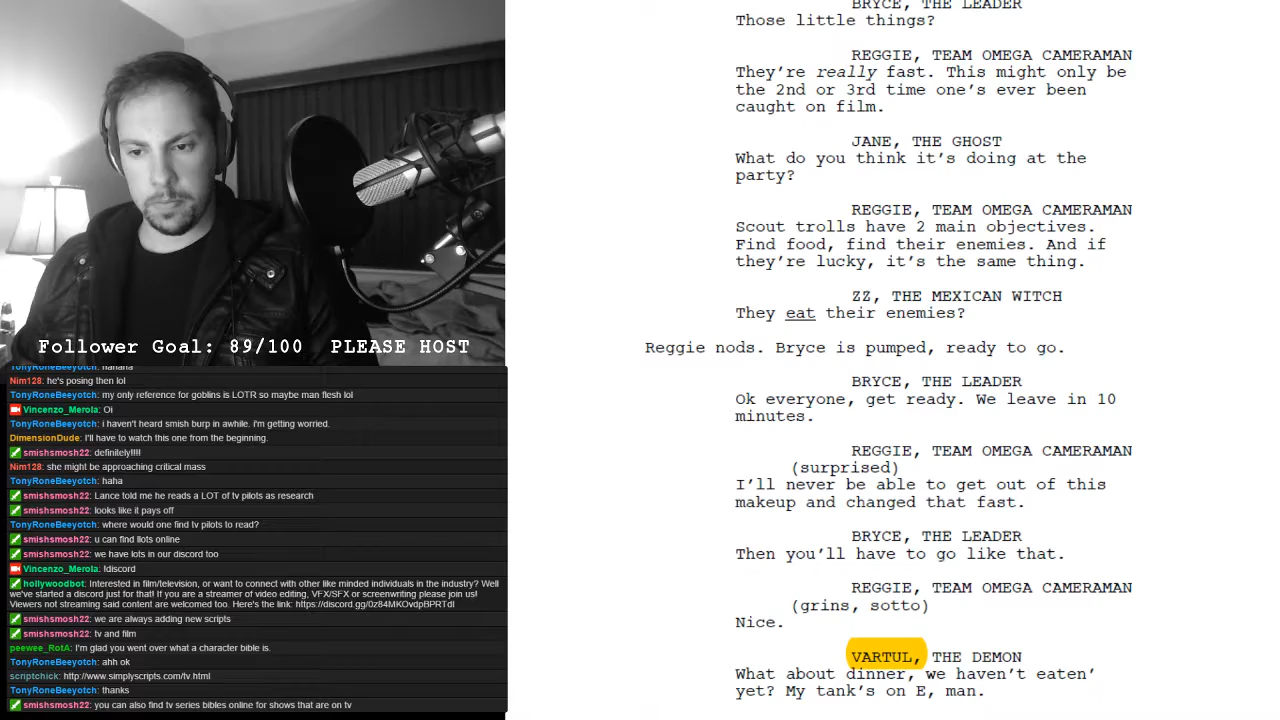 Follower Goal: 89/100 PLEASE HOST
TonyRoneBeeyotch: hahaha
Nim128: he's posing then lol
TonyRoneBeeyotch: my only reference for goblins is LOTR so maybe man flesh lol
Vincenzo_Merola: Oi
TonyRoneBeeyotch: i haven't heard smish burp in awhile. i'm getting worried.
DimensionDude: I'll have to watch this one from the beginning.
smishsmosh22: definitely!!!!
Nim128: she might be approaching critical mass
TonyRoneBeeyotch: haha
smishsmosh22: Lance told me he reads a LOT of tv pilots as research
smishsmosh22: looks like it pays off
TonyRoneBeeyotch: where would one find tv pilots to read?
smishsmosh22: u can find llots online
smishsmosh22: we have lots in our discord too
Vincenzo_Merola: !discord
hollywoodbot: Interested in film/television, or want to connect with other like minded individuals in the industry? Well
we've started a discord just for that! If you are a streamer of video editing, VFX/SFX or screenwriting please join us!
Viewers not streaming said content are welcomed too. Here's the link: https://discord.gg/0z84MKOvdpBPRTdI
smishsmosh22: we are always adding new scripts
smishsmosh22: tv and film
peewee_RotA: I'm glad you went over what a character bible is.
TonyRoneBeeyotch: ahh ok
scriptchick: http://www.simplyscripts.com/tv.html
TonyRoneBeeyotch: thanks
smishsmosh22: you can also find tv series bibles online for shows that are on tv
BRYCE, THE LEADER
Those little things?
REGGIE, TEAM OMEGA CAMERAMAN
They're really fast. This might only be
the 2nd or 3rd time one's ever been
caught on film.
JANE, THE GHOST
What do you think it's doing at the
party?
REGGIE, TEAM OMEGA CAMERAMAN
Scout trolls have 2 main objectives.
Find food, find their enemies. And if
they're lucky, it's the same thing.
ZZ, THE MEXICAN WITCH
They eat their enemies?
Reggie nods. Bryce is pumped, ready to go.
BRYCE, THE LEADER
Ok everyone, get ready. We leave in 10
minutes.
REGGIE, TEAM OMEGA CAMERAMAN
(surprised)
I'll never be able to get out of this
makeup and changed that fast.
BRYCE, THE LEADER
Then you'll have to go like that.
REGGIE, TEAM OMEGA CAMERAMAN
(grins, sotto)
Nice.
VARTUL, THE DEMON
What about dinner, we haven't eaten'
yet? My tank's on E, man.